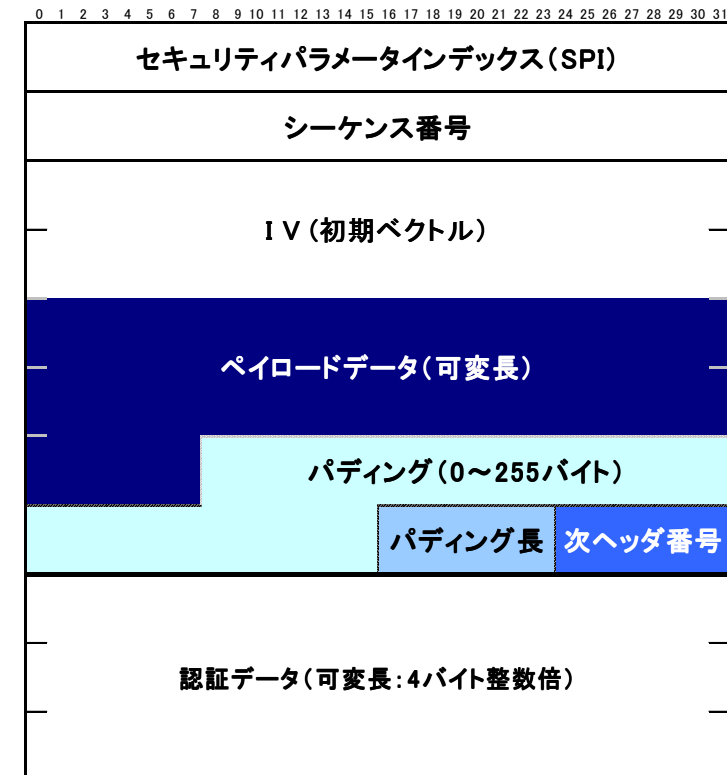 0 1 2 3 4 5 6 7 8 9 10 11 12 13 14 15 16 17 18 19 20 21 22 23 24 25 26 27 28 29 30 31
セキュリティパラメータインデックス(SPI)
シーケンス番号
IV(初期ベクトル)
ペイロードデータ(可変長)
パディング(0～255バイト)
パディング長 次ヘッダ番号
認証データ(可変長:4バイト整数倍)